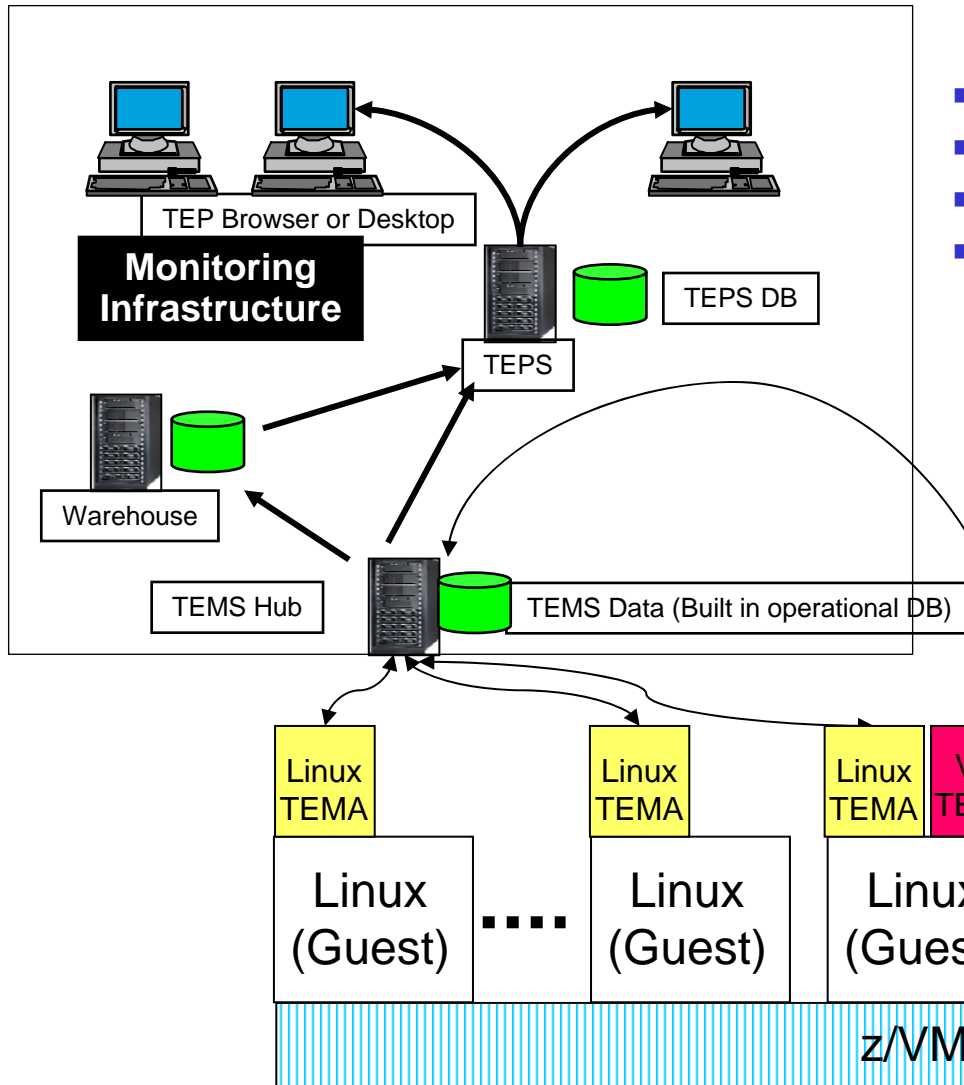 TEP Browser or Desktop
Monitoring
Infrastructure
TEPS DB
TEPS
Warehouse
TEMS Hub
TEMS Data (Built in operational DB)
Linux
TEMA
Linux
TEMA
Linux
TEMA
Linux
(Guest)
....
Linux
(Guest)
z/VM